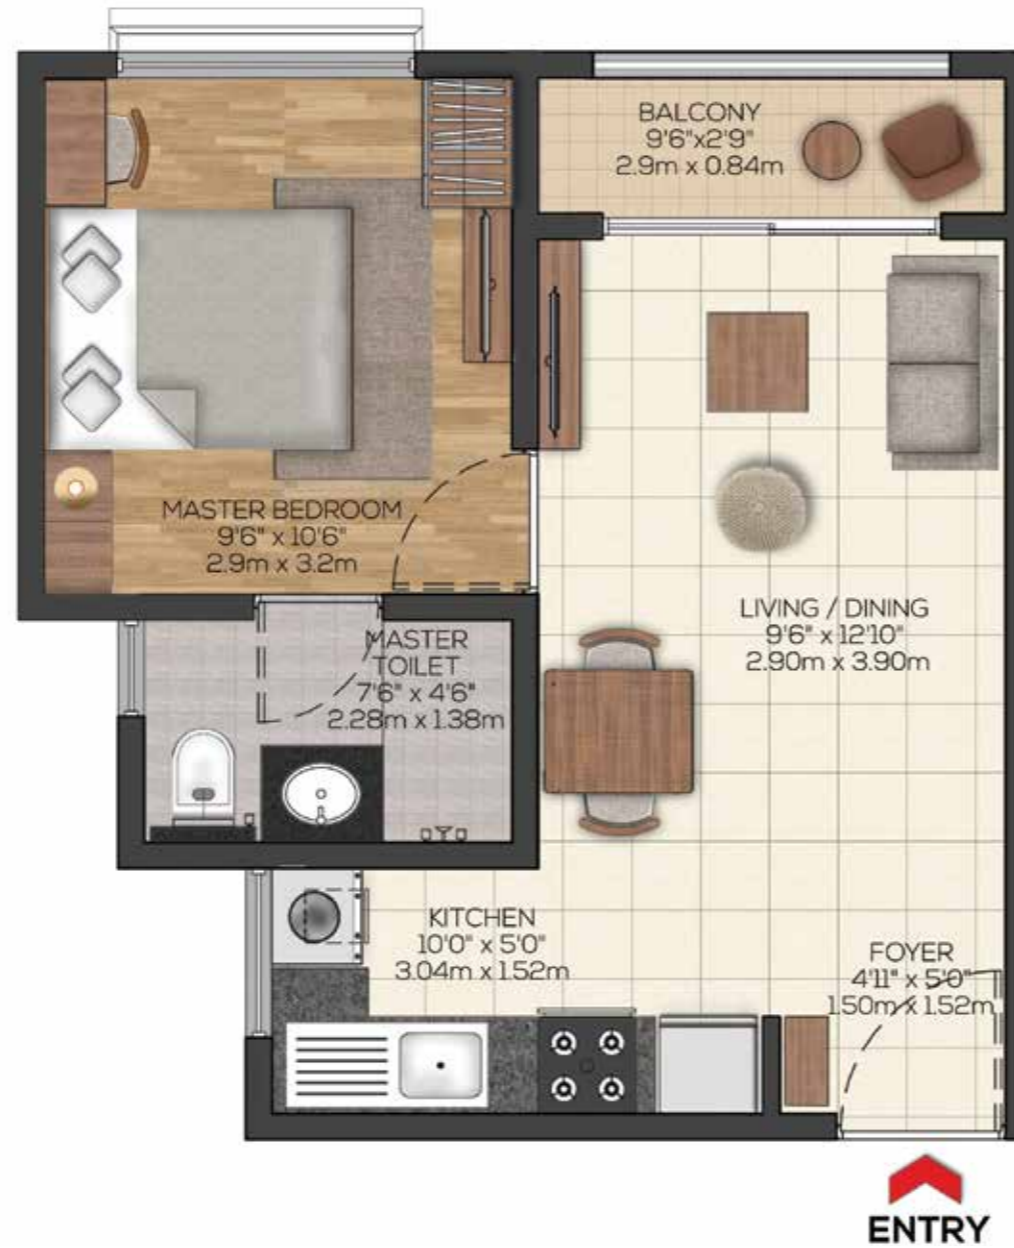 BALCONY
9'6"x2'9"
2.9m x 0.84m
MASTER BEDROOM
9'6" x 10'6"
2.9m x 3.2m
LIVING / DINING
9'6" x 12'10"
2.90m x 3.90m
MASTER
TOILET
7'6" x 4'6"
2.28m x 1.38m
KITCHEN
10'0" x 5'0"
3.04m x 1.52m
FOYER
4'11" x 5'0"
1.50m x 1.52m
ENTRY